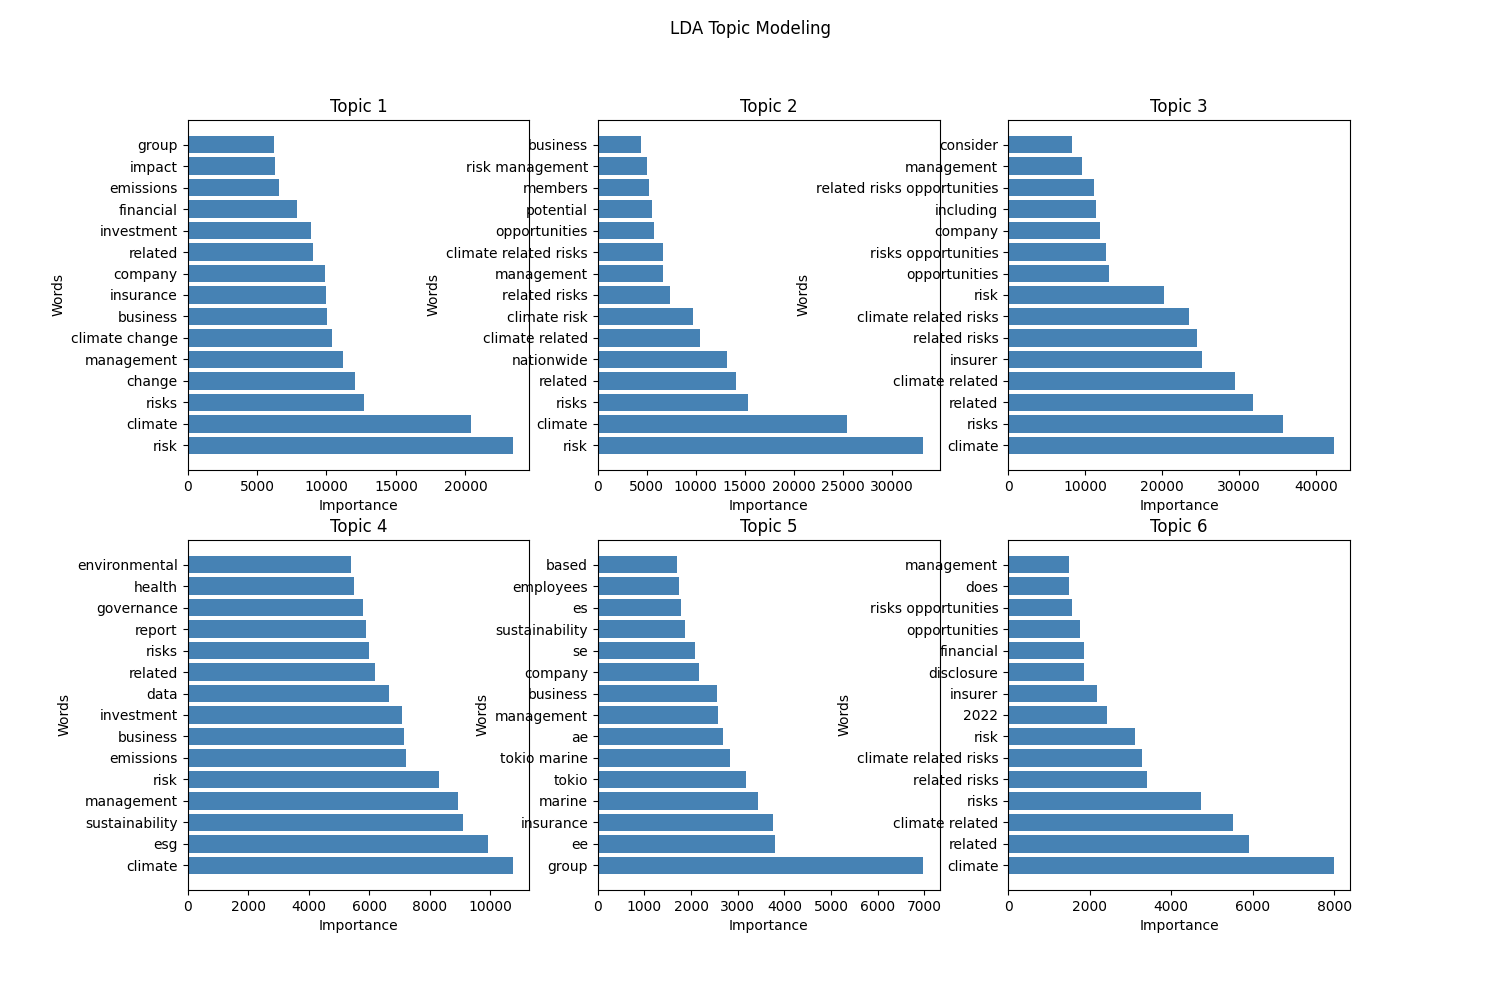 LDA Topic Modeling
Topic 1
group
impact
emissions
financial
investment
related
company
insurance
business
climate change
management
change
risks
climate
risk
Words
0 5000 10000 15000 20000
Importance
Topic 2
business
risk management
members
potential
opportunities
climate related risks
management
related risks
climate risk
climate related
nationwide
related
risks
climate
risk
Words
0 5000 10000 15000 20000 25000 30000
Importance
Topic 3
consider
management
related risks opportunities
including
company
risks opportunities
opportunities
risk
climate related risks
related risks
insurer
climate related
related
risks
climate
Words
0 10000 20000 30000 40000
Importance
Topic 4
environmental
health
governance
report
risks
related
data
investment
business
emissions
risk
management
sustainability
esg
climate
Words
0 2000 4000 6000 8000 10000
Importance
Topic 5
based
employees
es
sustainability
se
company
business
management
ae
tokio marine
tokio
marine
insurance
ee
group
Words
0 1000 2000 3000 4000 5000 6000 7000
Importance
Topic 6
management
does
risks opportunities
opportunities
financial
disclosure
insurer
2022
risk
climate related risks
related risks
risks
climate related
related
climate
Words
0 2000 4000 6000 8000
Importance